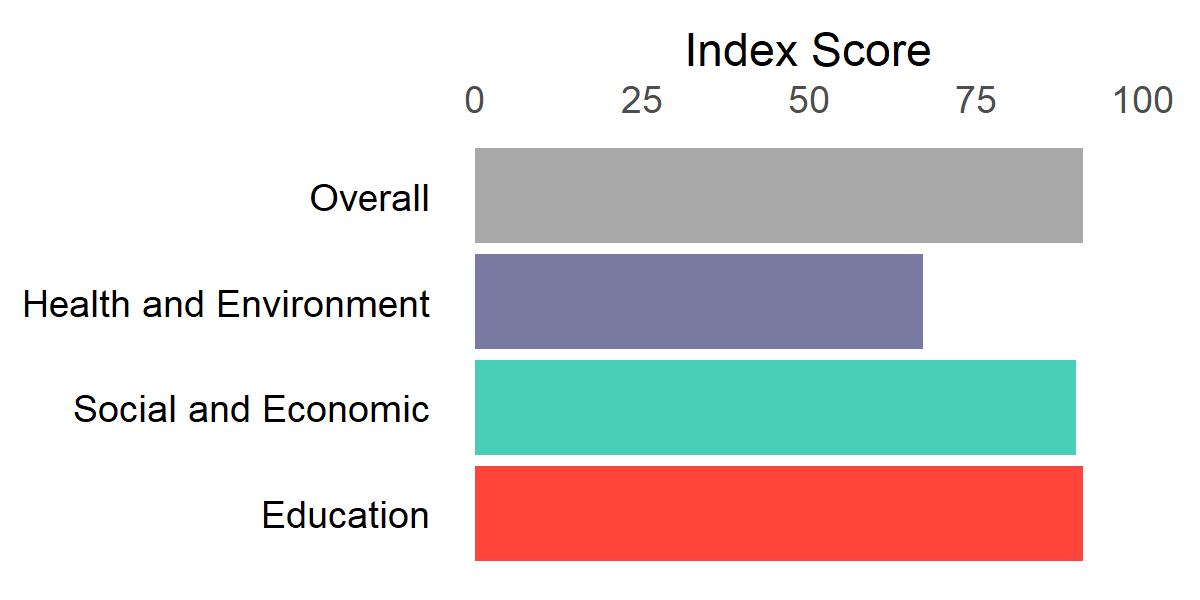 Index Score
0 25 50 75 100
Overall
Health and Environment
Social and Economic
Education